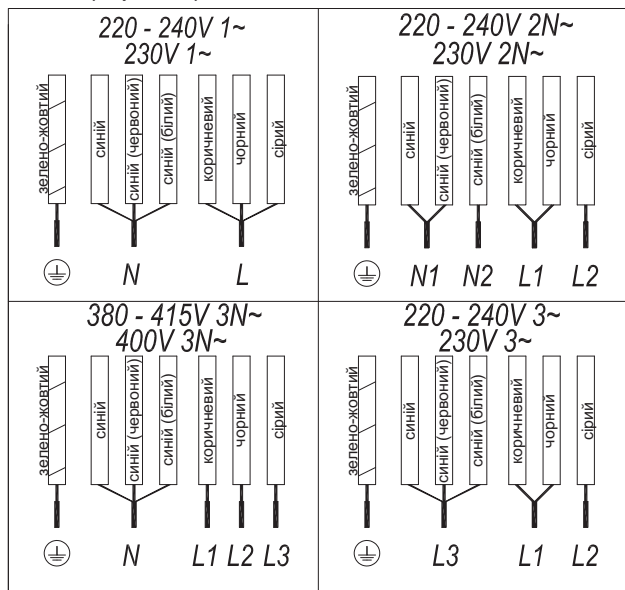 220 - 240V 1~
230V 1~
зелено-жовтий
синій
синій (червоний)
синій (білий)
коричневий
чорний
сірий
N
L
220 - 240V 2N~
230V 2N~
зелено-жовтий
синій
синій (червоний)
синій (білий)
коричневий
чорний
сірий
N1
N2
L1
L2
380 - 415V 3N~
400V 3N~
зелено-жовтий
синій
синій (червоний)
синій (білий)
коричневий
чорний
сірий
N
L1
L2
L3
220 - 240V 3~
230V 3~
зелено-жовтий
синій
синій (червоний)
синій (білий)
коричневий
чорний
сірий
L3
L1
L2